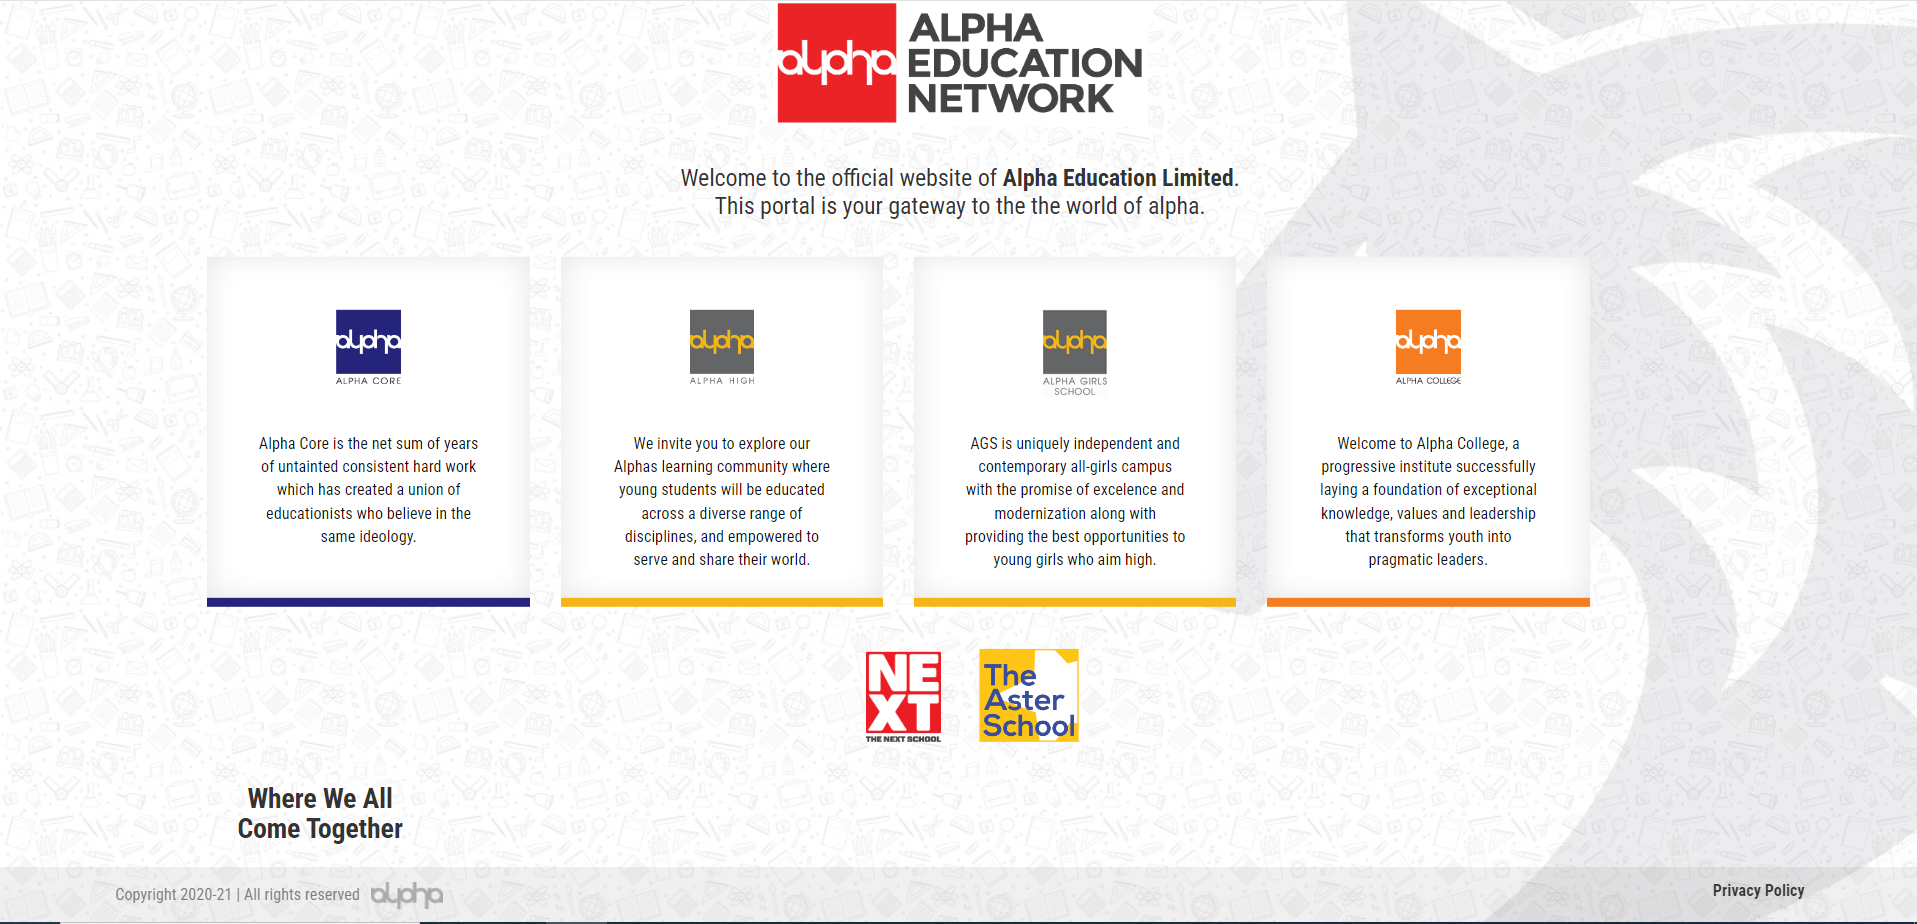 alpha
ALPHA
EDUCATION
NETWORK
Welcome to the official website of Alpha Education Limited.
This portal is your gateway to the the world of alpha.
alpha
ALPHA CORE
Alpha Core is the net sum of years
of untainted consistent hard work
which has created a union of
educationists who believe in the
same ideology.
alpha
ALPHA HIGH
We invite you to explore our
Alphas learning community where
young students will be educated
across a diverse range of
disciplines, and empowered to
serve and share their world.
alpha
ALPHA GIRLS
SCHOOL
AGS is uniquely independent and
contemporary all-girls campus
with the promise of excelence and
modernization along with
providing the best opportunities to
young girls who aim high.
alpha
ALPHA COLLEGE
Welcome to Alpha College, a
progressive institute successfully
laying a foundation of exceptional
knowledge, values and leadership
that transforms youth into
pragmatic leaders.
NE
XT
THE NEXT SCHOOL
The
Aster
School
Where We All
Come Together
Copyright 2020-21 | All rights reserved alpha
Privacy Policy